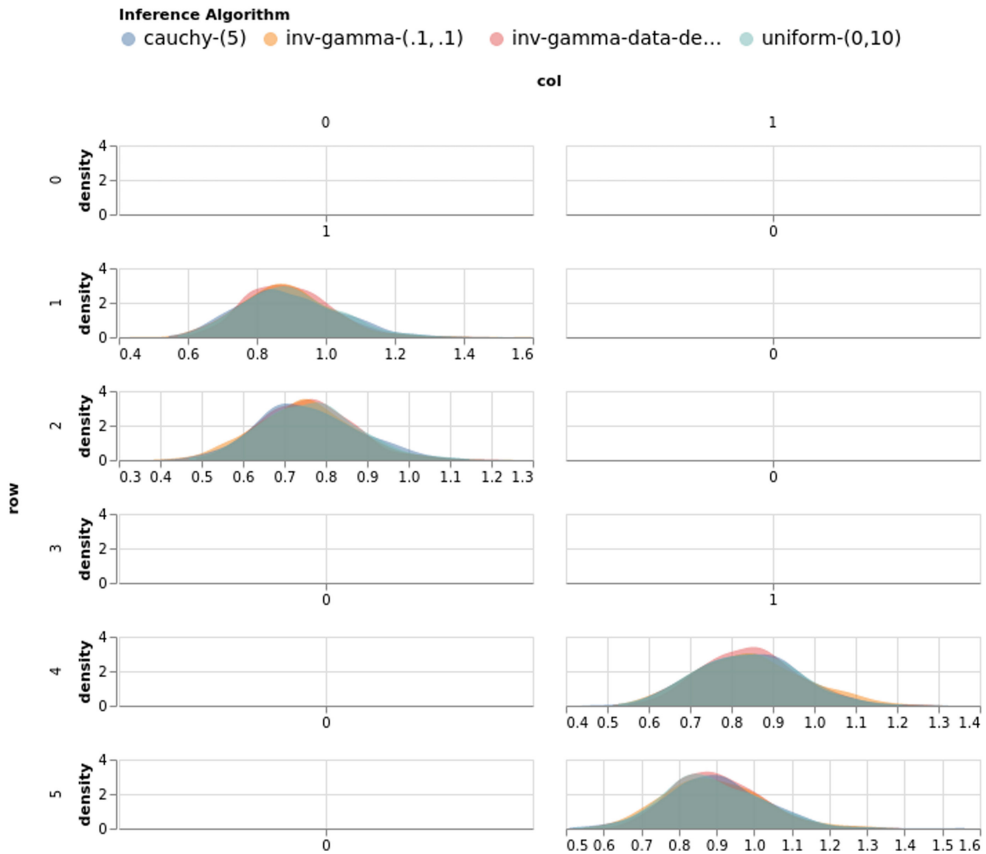 Inference Algorithm
cauchy-(5) inv-gamma-(.1, .1) inv-gamma-data-de... uniform-(0,10)
col
0 1
0 density 4 2 0
1 0
1 density 4 2 0
0.4 0.6 0.8 1.0 1.2 1.4 1.6 0
2 density 4 2 0
0.3 0.4 0.5 0.6 0.7 0.8 0.9 1.0 1.1 1.2 1.3 0
row
3 density 4 2 0
0 1
4 density 4 2 0
0 0.4 0.5 0.6 0.7 0.8 0.9 1.0 1.1 1.2 1.3 1.4
5 density 4 2 0
0 0.5 0.6 0.7 0.8 0.9 1.0 1.1 1.2 1.3 1.4 1.5 1.6